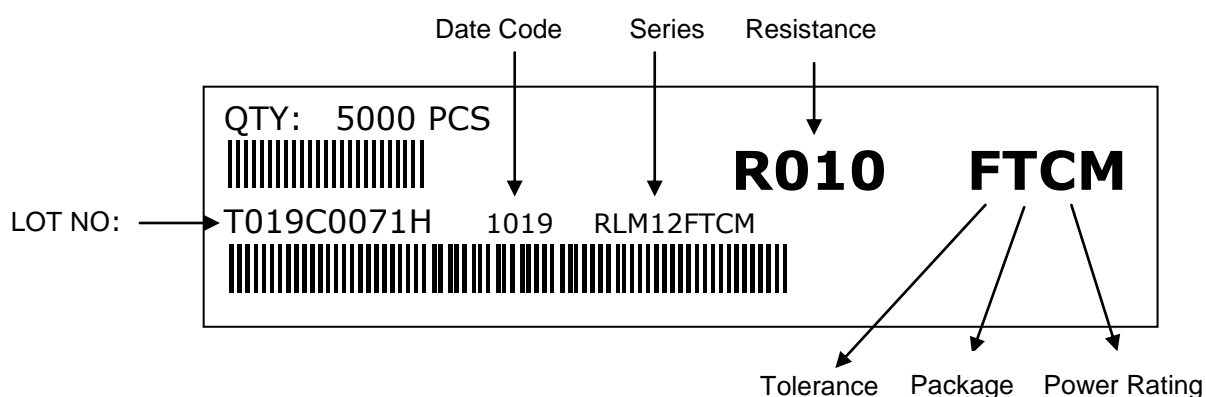 Date Code Series Resistance
QTY: 5000 PCS
R010 FTCM
LOT NO: T019C0071H 1019 RLM12FTCM
Tolerance Package Power Rating